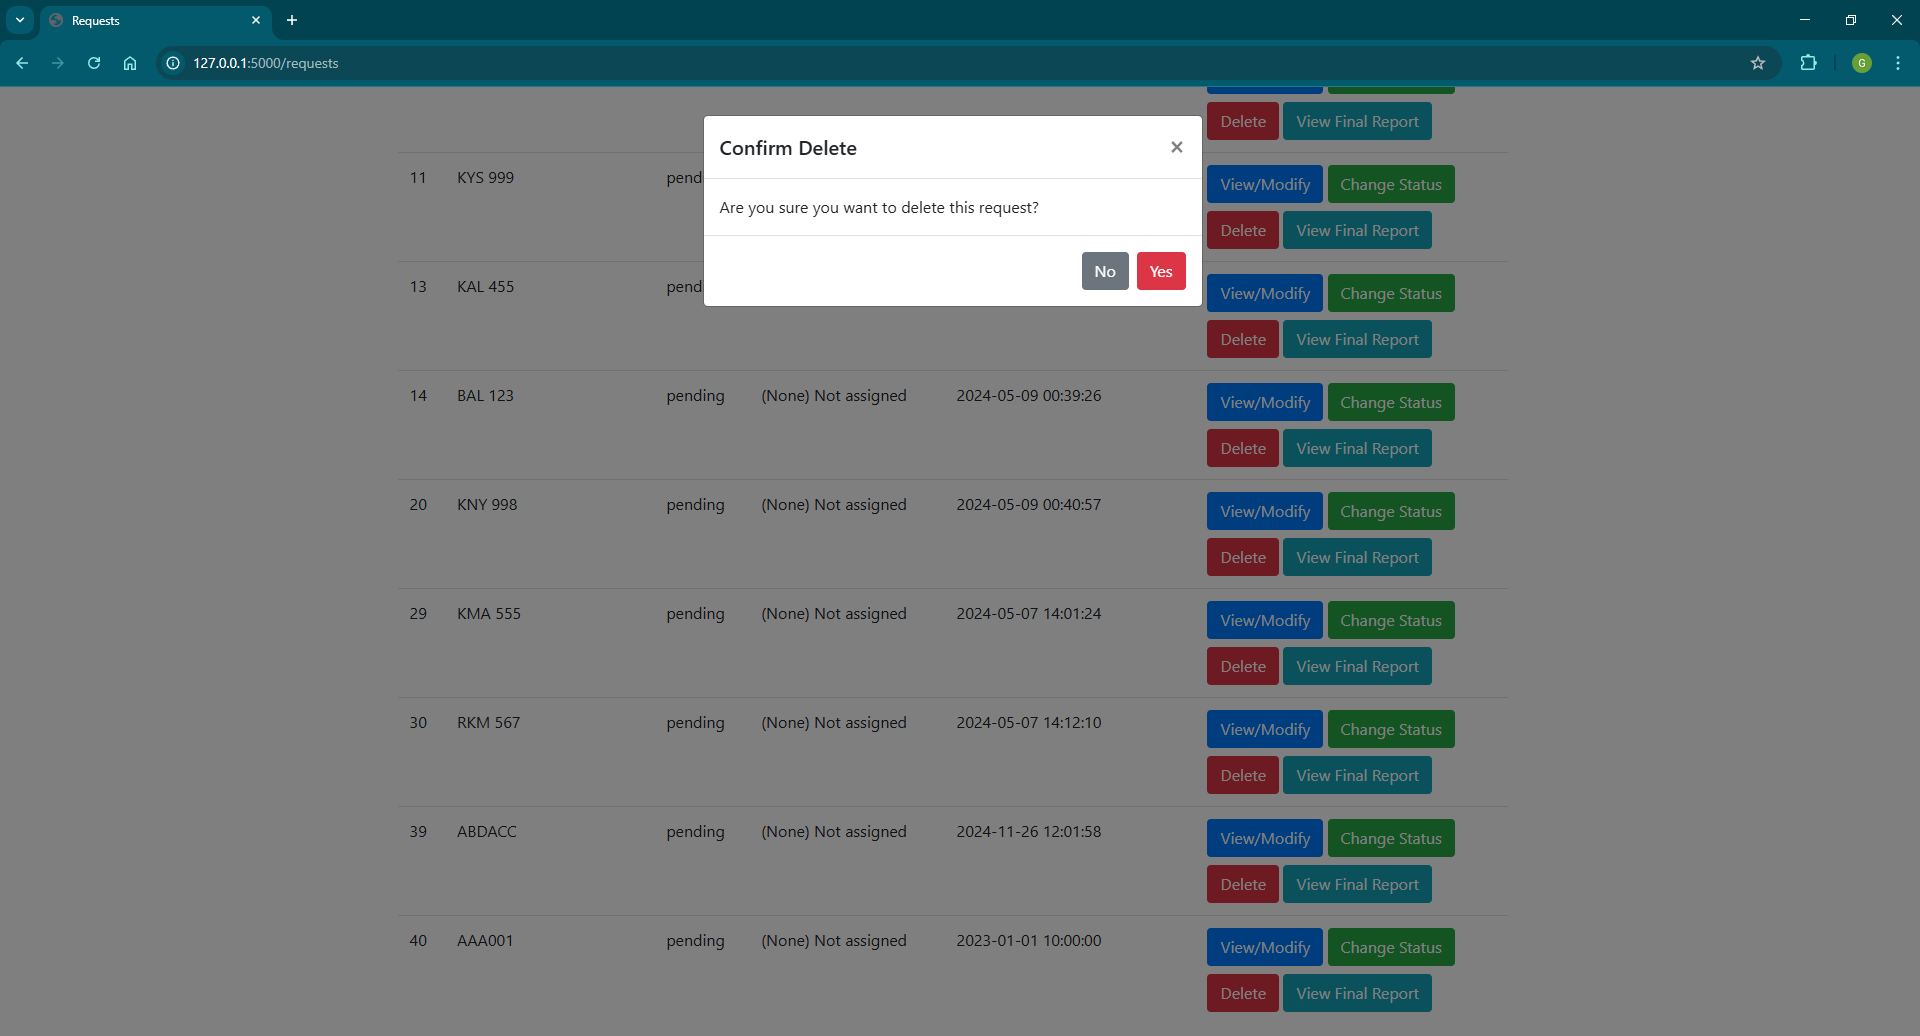 Requests
127.0.0.1:5000/requests
G
Delete View Final Report
Confirm Delete ×
Are you sure you want to delete this request?
No Yes
11 KYS 999 pend View/Modify Change Status
Delete View Final Report
13 KAL 455 pend View/Modify Change Status
Delete View Final Report
14 BAL 123 pending (None) Not assigned 2024-05-09 00:39:26 View/Modify Change Status
Delete View Final Report
20 KNY 998 pending (None) Not assigned 2024-05-09 00:40:57 View/Modify Change Status
Delete View Final Report
29 KMA 555 pending (None) Not assigned 2024-05-07 14:01:24 View/Modify Change Status
Delete View Final Report
30 RKM 567 pending (None) Not assigned 2024-05-07 14:12:10 View/Modify Change Status
Delete View Final Report
39 ABDACC pending (None) Not assigned 2024-11-26 12:01:58 View/Modify Change Status
Delete View Final Report
40 AAA001 pending (None) Not assigned 2023-01-01 10:00:00 View/Modify Change Status
Delete View Final Report